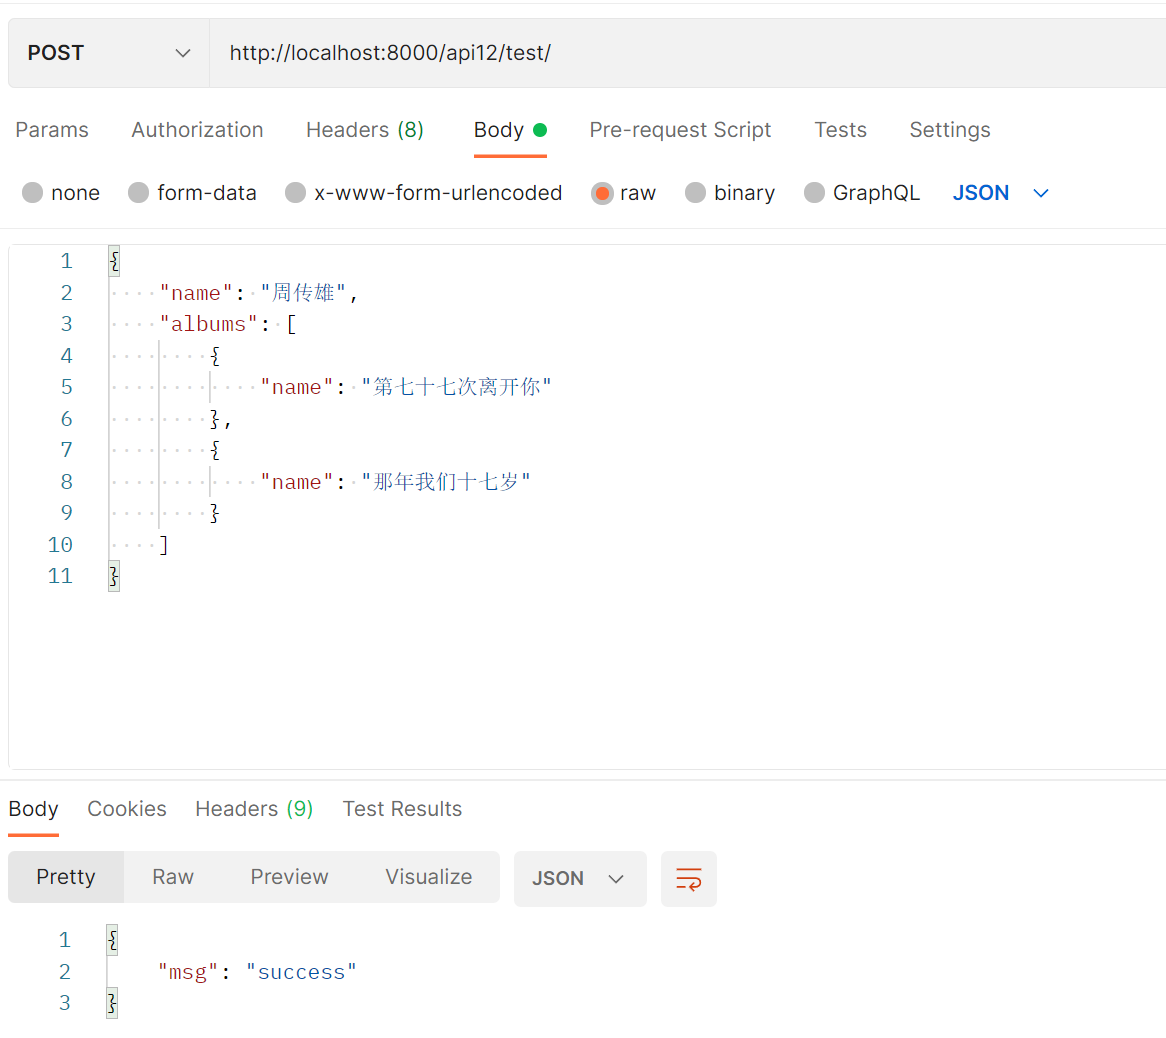 POST http://localhost:8000/api12/test/
Params Authorization Headers (8) Body Pre-request Script Tests Settings
none form-data x-www-form-urlencoded raw binary GraphQL JSON
1 {
2 "name": "周传雄",
3 "albums": [
4 {
5 "name": "第七十七次离开你"
6 },
7 {
8 "name": "那年我们十七岁"
9 }
10 ]
11 }
Body Cookies Headers (9) Test Results
Pretty Raw Preview Visualize JSON
1 {
2 "msg": "success"
3 }